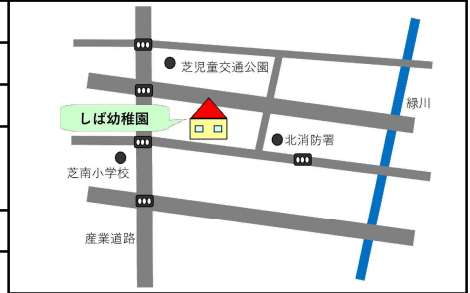 芝児童交通公園
緑川
しば幼稚園
北消防署
芝南小学校
産業道路